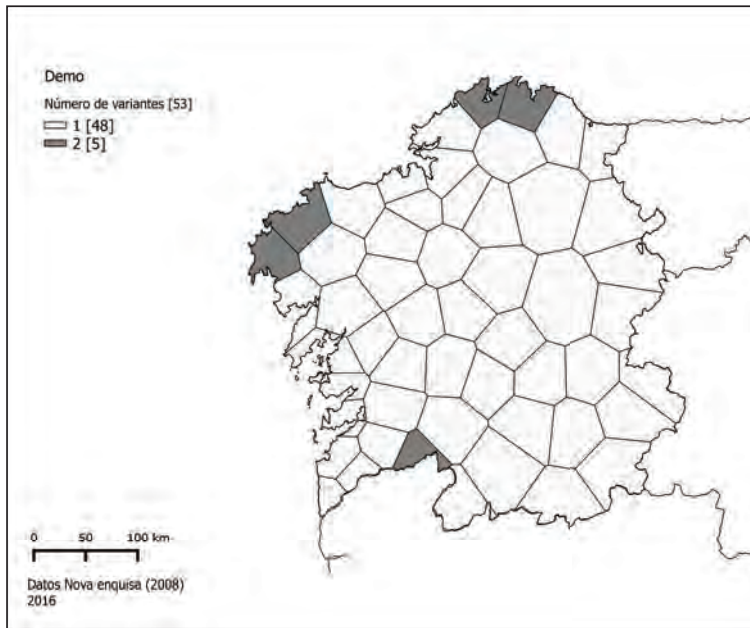 Demo
Número de variantes [53]
1 [48]
2 [5]
0 50 100 km
Datos Nova enquisa (2008)
2016